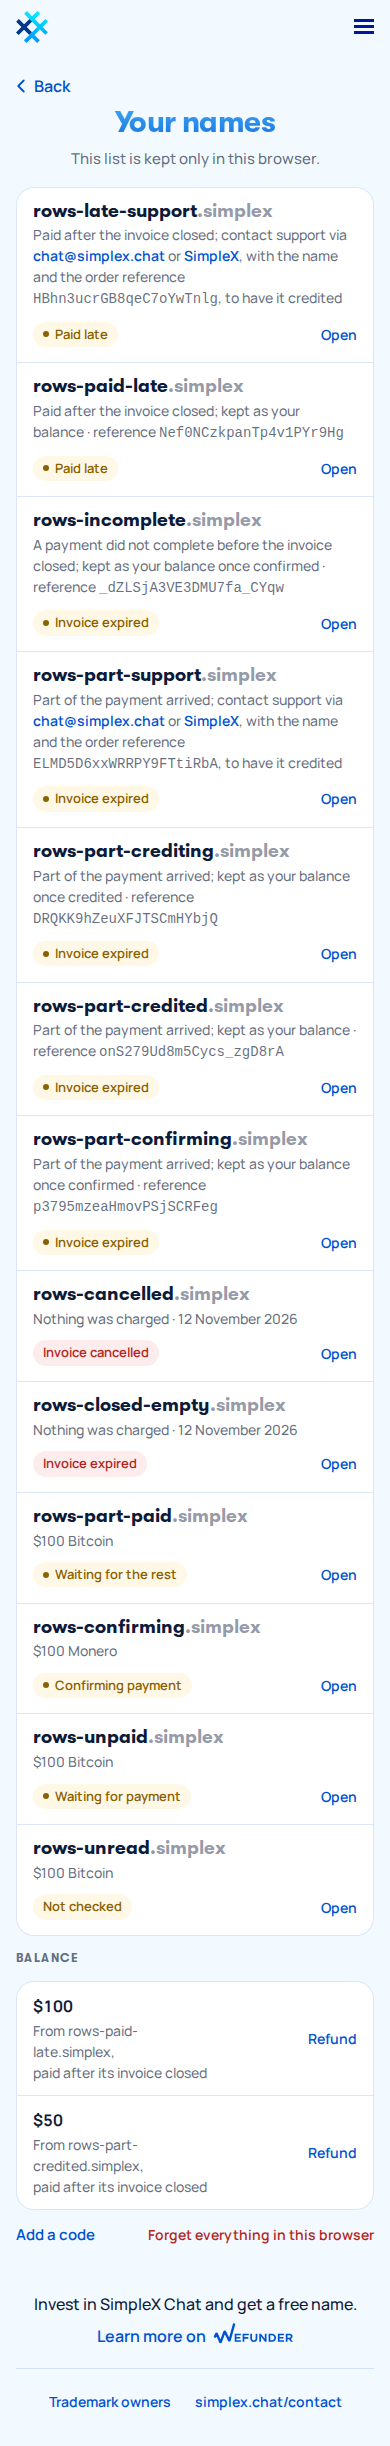 Back
Your names
This list is kept only in this browser.
rows-late-support.simplex
Paid after the invoice closed; contact support via
chat@simplex.chat or SimpleX, with the name
and the order reference
HBhn3ucrGB8qeC7oYwTnlg, to have it credited
Paid late
Open
rows-paid-late.simplex
Paid after the invoice closed; kept as your
balance · reference Nef0NCzkpanTp4v1PYr9Hg
Paid late
Open
rows-incomplete.simplex
A payment did not complete before the invoice
closed; kept as your balance once confirmed ·
reference _dZLSjA3VE3DMU7fa_CYqw
Invoice expired
Open
rows-part-support.simplex
Part of the payment arrived; contact support via
chat@simplex.chat or SimpleX, with the name
and the order reference
ELMD5D6xxWRRPY9FTtiRbA, to have it credited
Invoice expired
Open
rows-part-crediting.simplex
Part of the payment arrived; kept as your balance
once credited · reference
DRQKK9hZeuXFJTSCmHYbjQ
Invoice expired
Open
rows-part-credited.simplex
Part of the payment arrived; kept as your balance ·
reference onS279Ud8m5Cycs_zgD8rA
Invoice expired
Open
rows-part-confirming.simplex
Part of the payment arrived; kept as your balance
once confirmed · reference
p3795mzeaHmovPSjSCRFeg
Invoice expired
Open
rows-cancelled.simplex
Nothing was charged · 12 November 2026
Invoice cancelled
Open
rows-closed-empty.simplex
Nothing was charged · 12 November 2026
Invoice expired
Open
rows-part-paid.simplex
$100 Bitcoin
Waiting for the rest
Open
rows-confirming.simplex
$100 Monero
Confirming payment
Open
rows-unpaid.simplex
$100 Bitcoin
Waiting for payment
Open
rows-unread.simplex
$100 Bitcoin
Not checked
Open
BALANCE
$100
From rows-paid-
late.simplex,
paid after its invoice closed
Refund
$50
From rows-part-
credited.simplex,
paid after its invoice closed
Refund
Add a code
Forget everything in this browser
Invest in SimpleX Chat and get a free name.
Learn more on WEFUNDER
Trademark owners
simplex.chat/contact